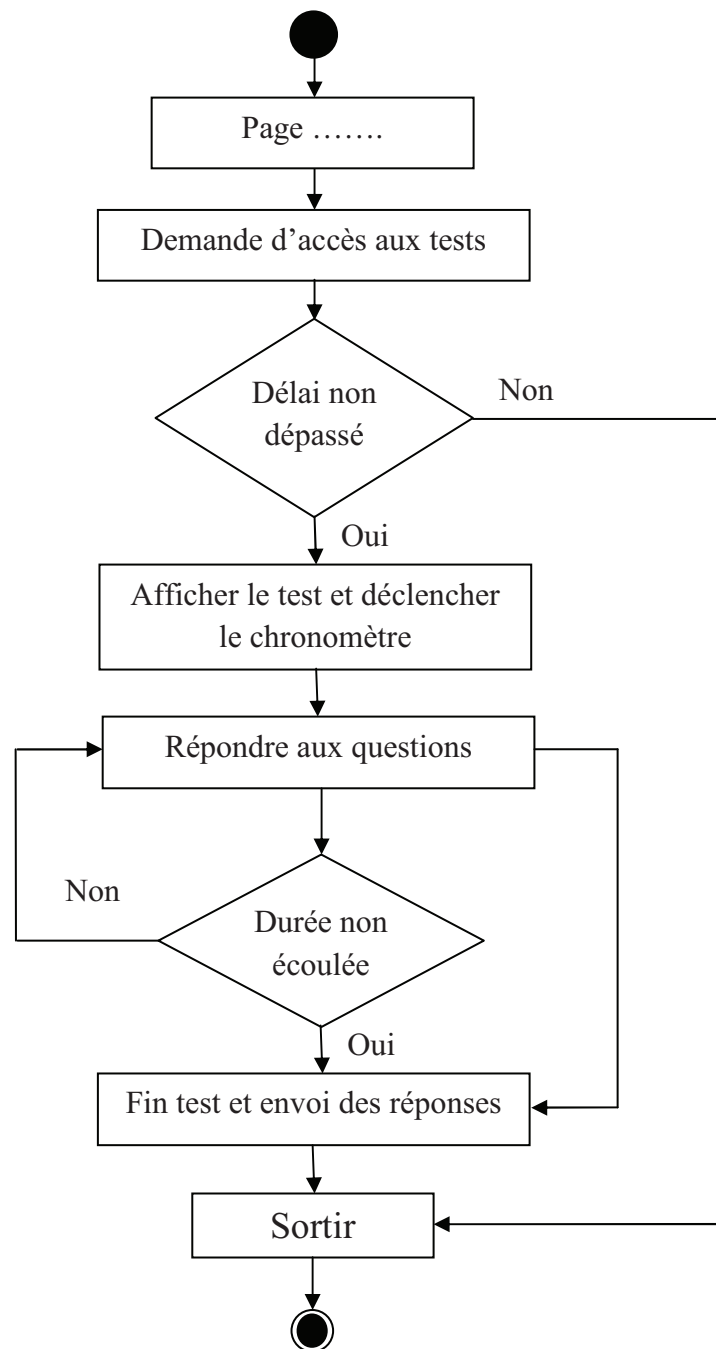 Page …….
Demande d’accès aux tests
Délai non
dépassé
Non
Oui
Afficher le test et déclencher
le chronomètre
Répondre aux questions
Non
Durée non
écoulée
Oui
Fin test et envoi des réponses
Sortir